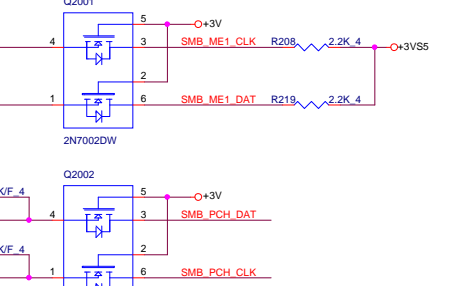 Q2001
5
+3V
4
3
SMB_ME1_CLK
R208
2.2K_4
+3VS5
2
1
6
SMB_ME1_DAT
R219
2.2K_4
2N7002DW
Q2002
K/F_4
5
+3V
4
3
SMB_PCH_DAT
K/F_4
2
1
6
SMB_PCH_CLK